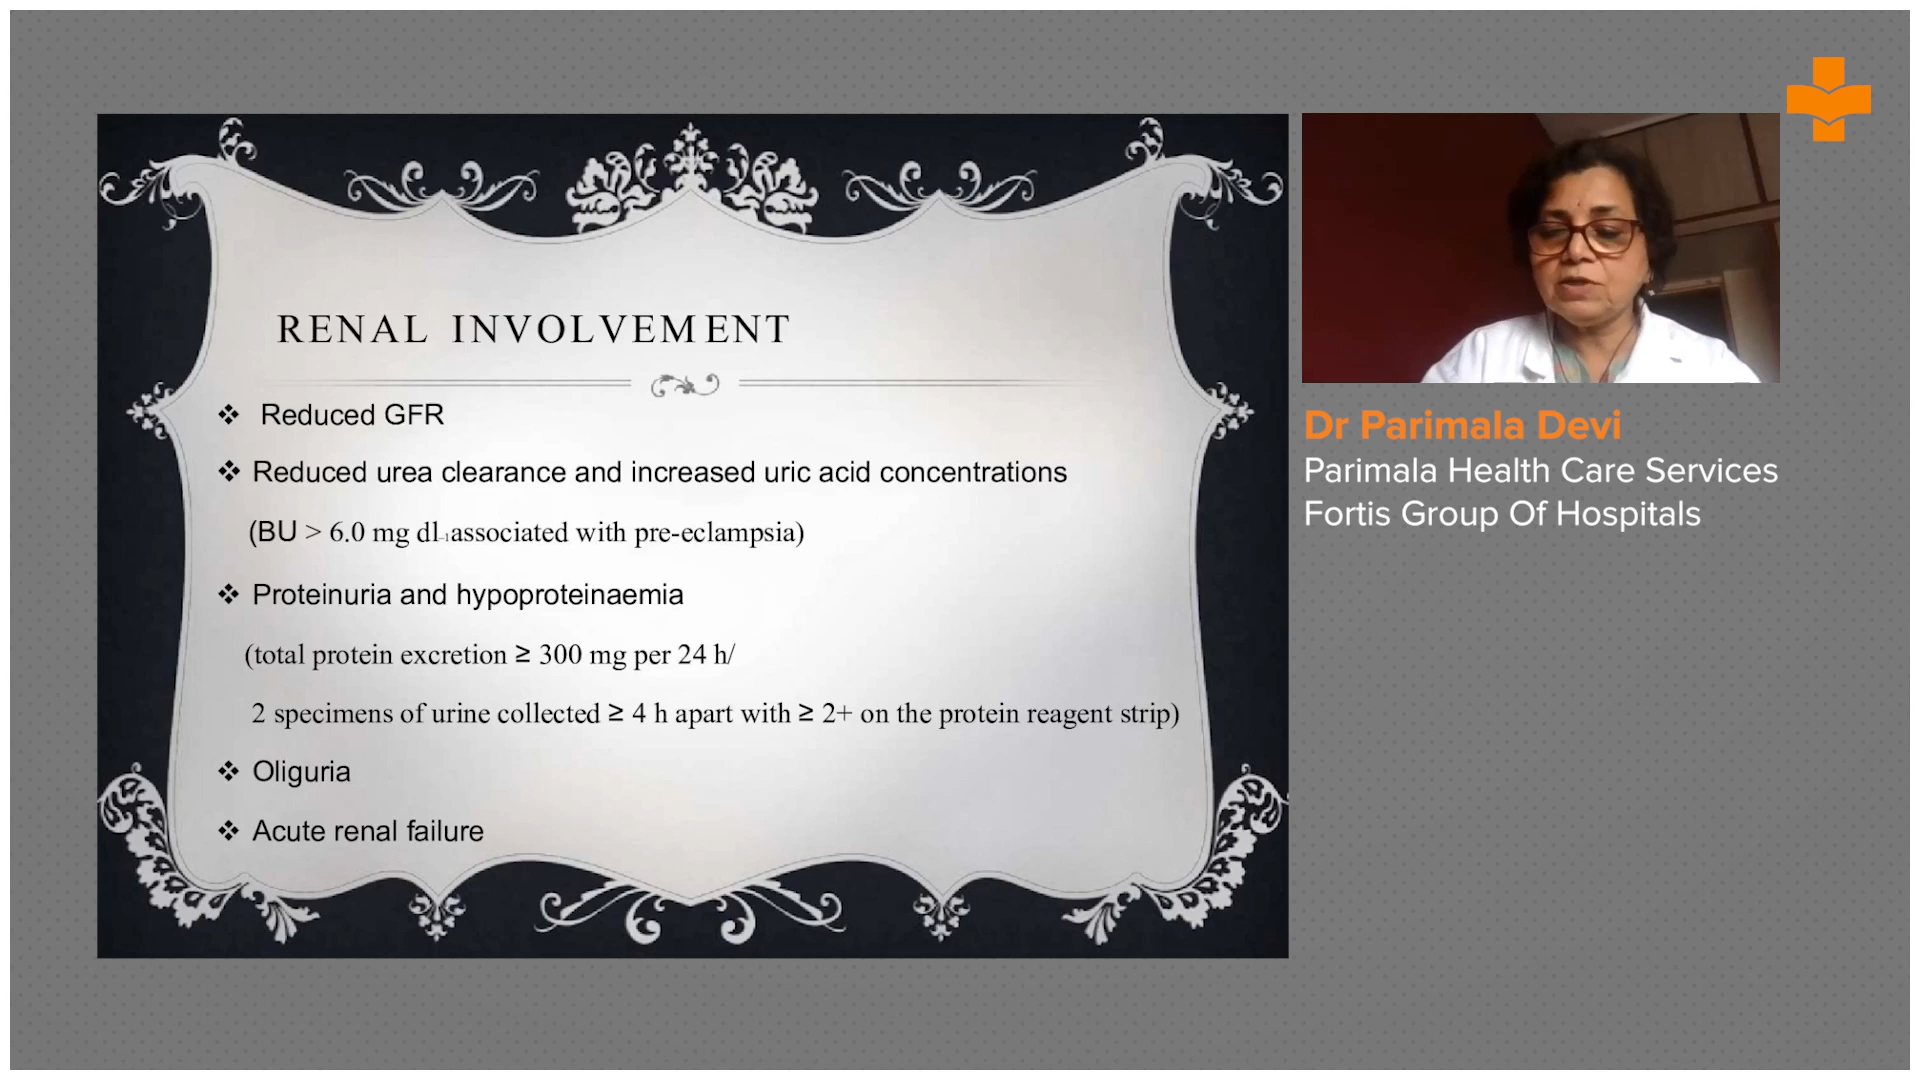 RENAL INVOLVEMENT
❖ Reduced GFR
❖ Reduced urea clearance and increased uric acid concentrations
(BU > 6.0 mg dl-1associated with pre-eclampsia)
❖ Proteinuria and hypoproteinaemia
(total protein excretion ≥ 300 mg per 24 h/
2 specimens of urine collected ≥ 4 h apart with ≥ 2+ on the protein reagent strip)
❖ Oliguria
❖ Acute renal failure
Dr Parimala Devi
Parimala Health Care Services
Fortis Group Of Hospitals